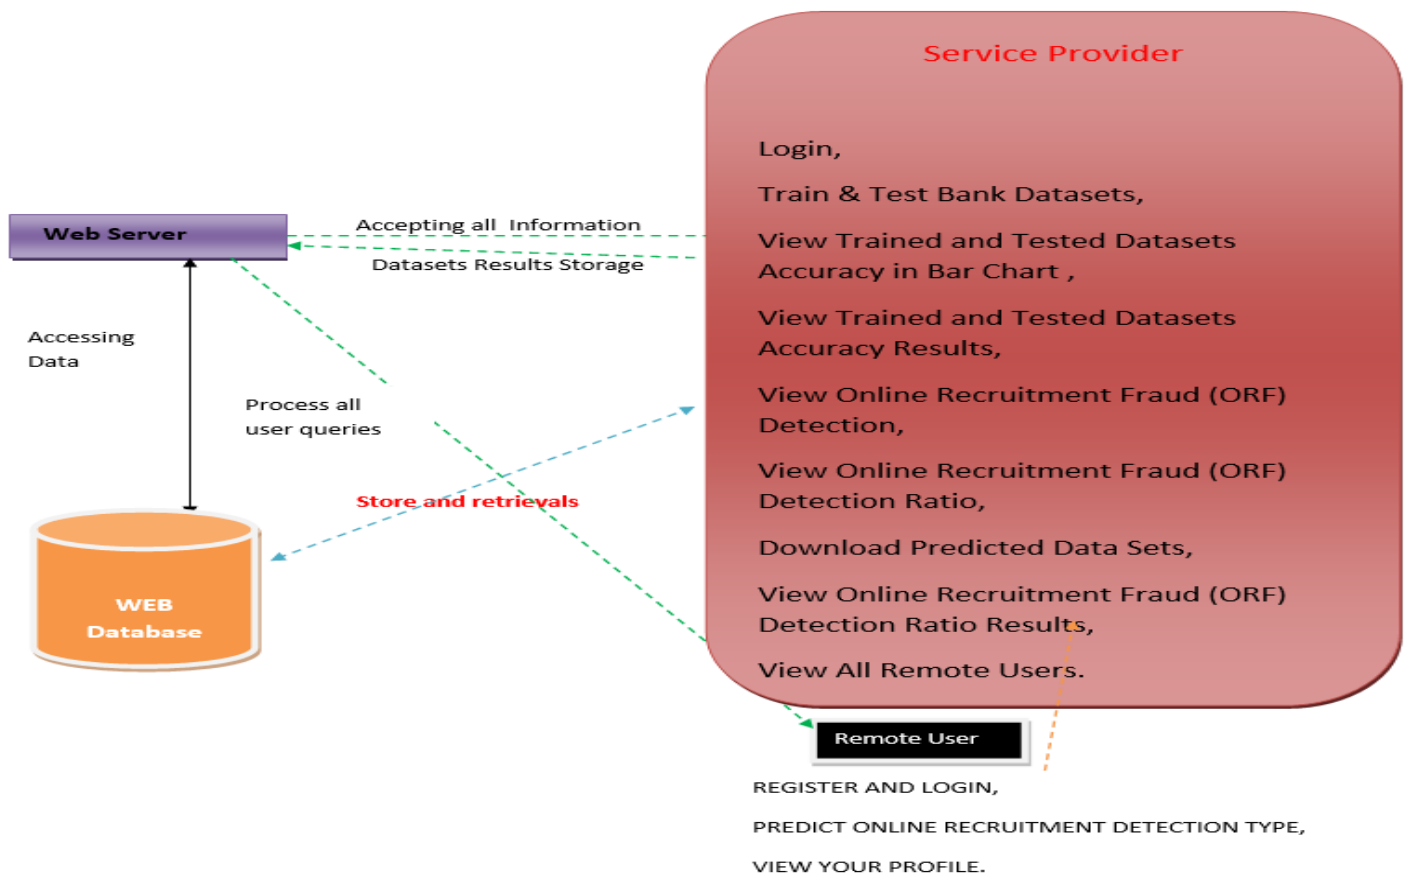 Service Provider
Login,
Train & Test Bank Datasets,
View Trained and Tested Datasets
Accuracy in Bar Chart ,
View Trained and Tested Datasets
Accuracy Results,
View Online Recruitment Fraud (ORF)
Detection,
View Online Recruitment Fraud (ORF)
Detection Ratio,
Download Predicted Data Sets,
View Online Recruitment Fraud (ORF)
Detection Ratio Results,
View All Remote Users.
Web Server
Accepting all Information
Datasets Results Storage
Accessing
Data
Process all
user queries
Store and retrievals
WEB
Database
Remote User
REGISTER AND LOGIN,
PREDICT ONLINE RECRUITMENT DETECTION TYPE,
VIEW YOUR PROFILE.